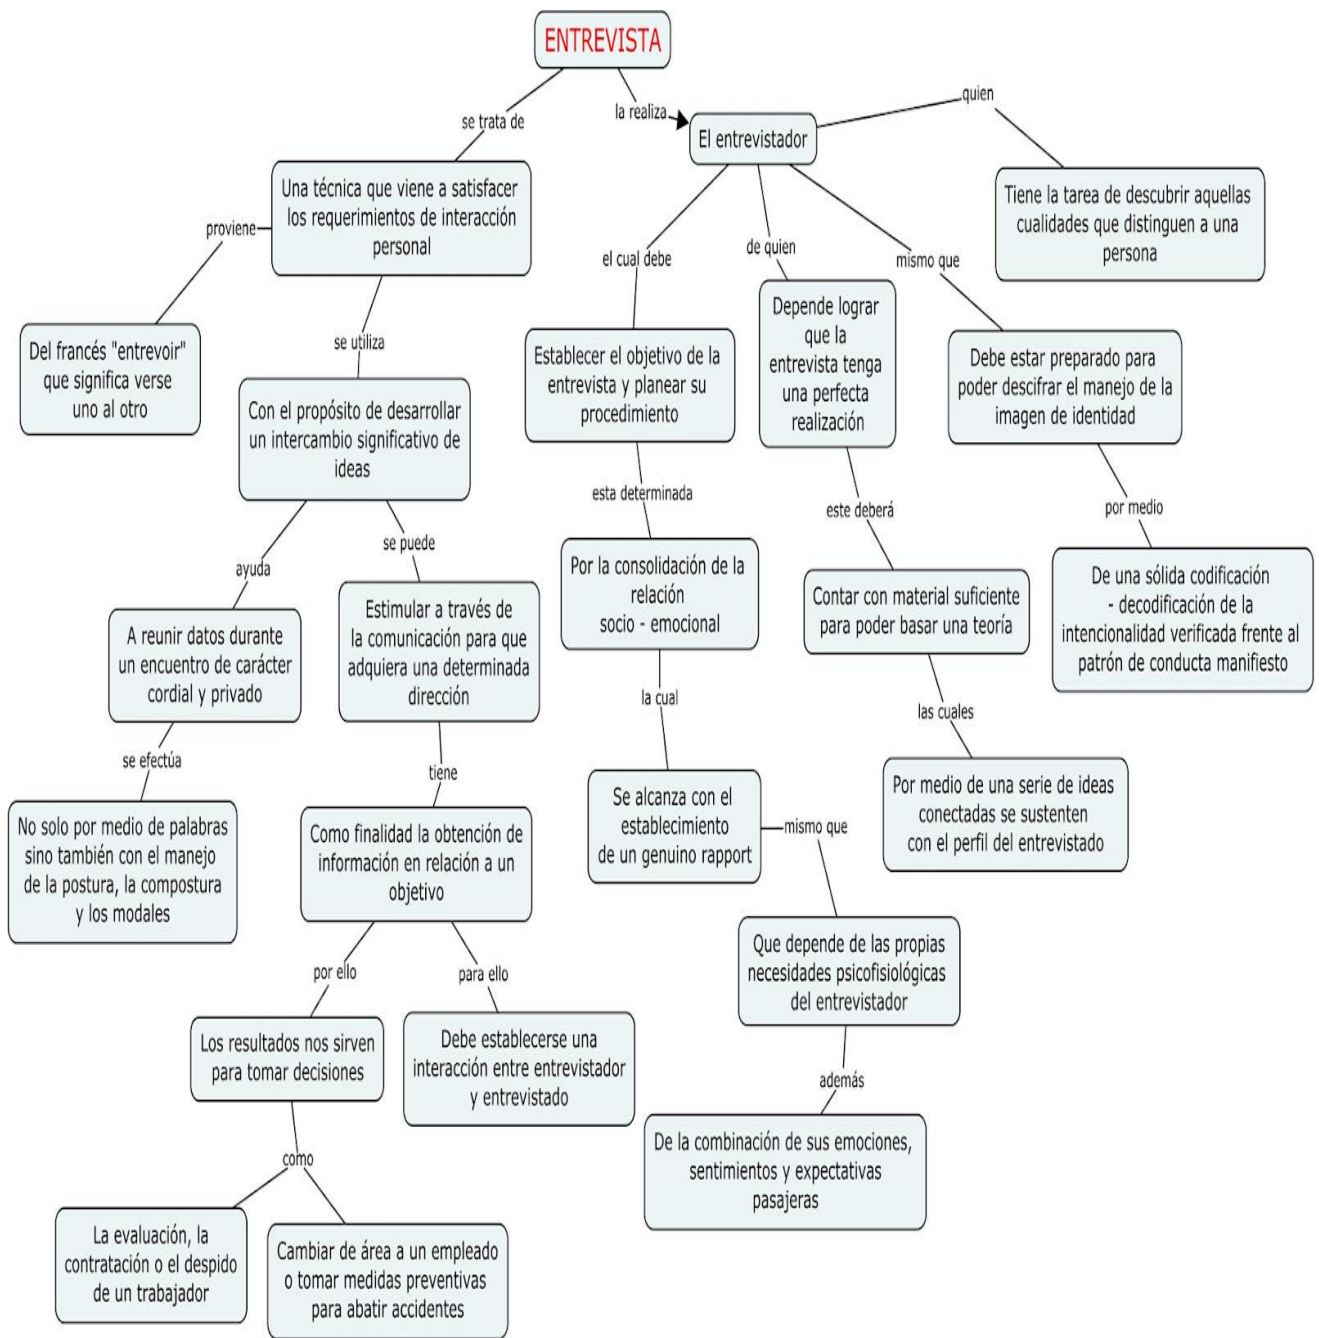 ENTREVISTA
se trata de
la realiza
quien
El entrevistador
Una técnica que viene a satisfacer
los requerimientos de interacción
personal
Tiene la tarea de descubrir aquellas
cualidades que distinguen a una
persona
proviene
el cual debe
de quien
mismo que
Del francés "entrevoir"
que significa verse
uno al otro
se utiliza
Establecer el objetivo de la
entrevista y planear su
procedimiento
Depende lograr
que la
entrevista tenga
una perfecta
realización
Debe estar preparado para
poder descifrar el manejo de la
imagen de identidad
Con el propósito de desarrollar
un intercambio significativo de
ideas
esta determinada
este deberá
por medio
ayuda
se puede
Por la consolidación de la
relación
socio - emocional
Contar con material suficiente
para poder basar una teoría
De una sólida codificación
- decodificación de la
intencionalidad verificada frente al
patrón de conducta manifiesto
A reunir datos durante
un encuentro de carácter
cordial y privado
Estimular a través de
la comunicación para que
adquiera una determinada
dirección
la cual
las cuales
se efectúa
tiene
No solo por medio de palabras
sino también con el manejo
de la postura, la compostura
y los modales
Como finalidad la obtención de
información en relación a un
objetivo
Se alcanza con el
establecimiento
de un genuino rapport
mismo que
Por medio de una serie de ideas
conectadas se sustenten
con el perfil del entrevistado
por ello
para ello
Que depende de las propias
necesidades psicofisiológicas
del entrevistador
Los resultados nos sirven
para tomar decisiones
Debe establecerse una
interacción entre entrevistador
y entrevistado
además
como
De la combinación de sus emociones,
sentimientos y expectativas
pasajeras
La evaluación, la
contratación o el despido
de un trabajador
Cambiar de área a un empleado
o tomar medidas preventivas
para abatir accidentes